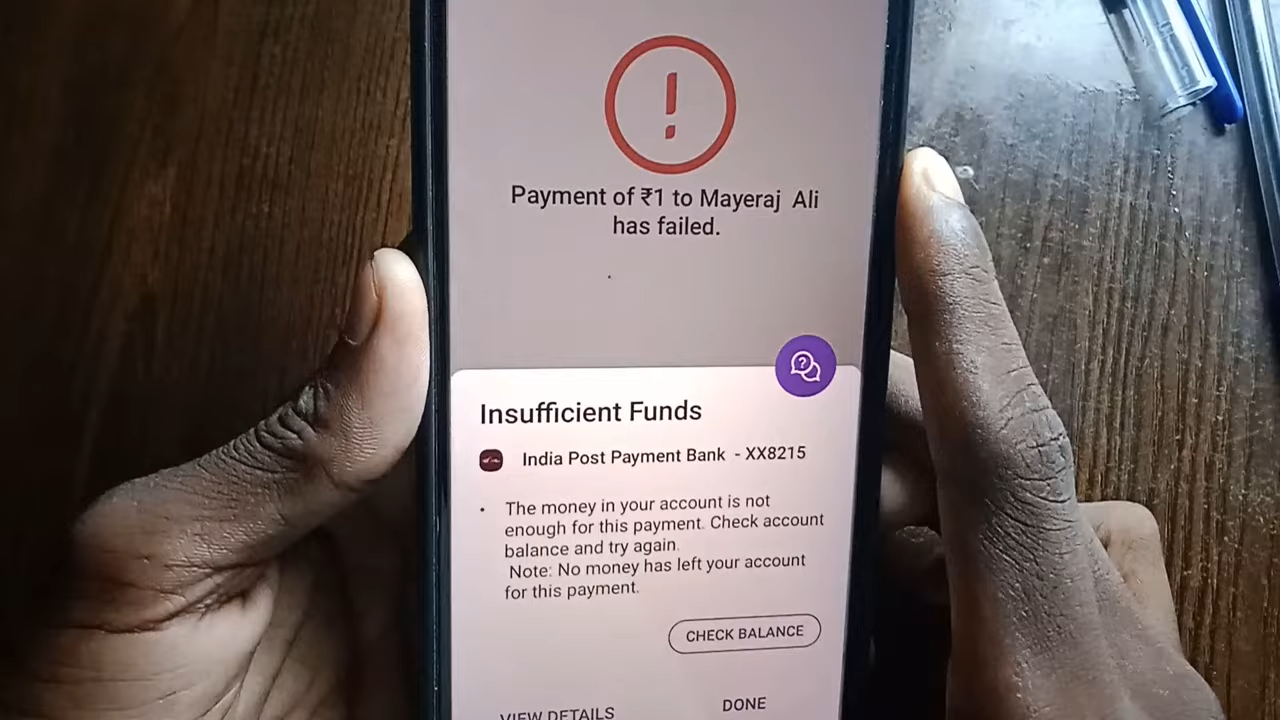 Payment of ₹1 to Mayeraj Ali
has failed.
Insufficient Funds
India Post Payment Bank - XX8215
• The money in your account is not
enough for this payment. Check account
balance and try again.
Note: No money has left your account
for this payment.
CHECK BALANCE
VIEW DETAILS
DONE